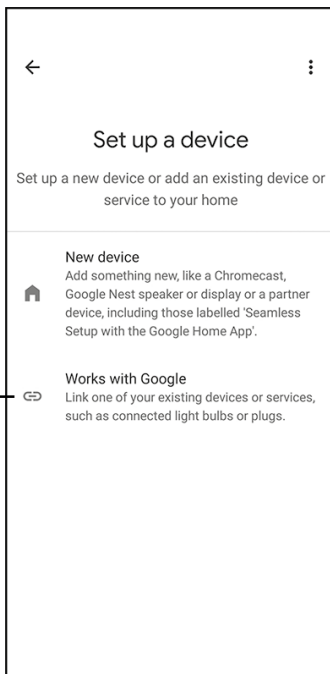 Set up a device
Set up a new device or add an existing device or
service to your home
New device
Add something new, like a Chromecast,
Google Nest speaker or display or a partner
device, including those labelled 'Seamless
Setup with the Google Home App'.
Works with Google
Link one of your existing devices or services,
such as connected light bulbs or plugs.